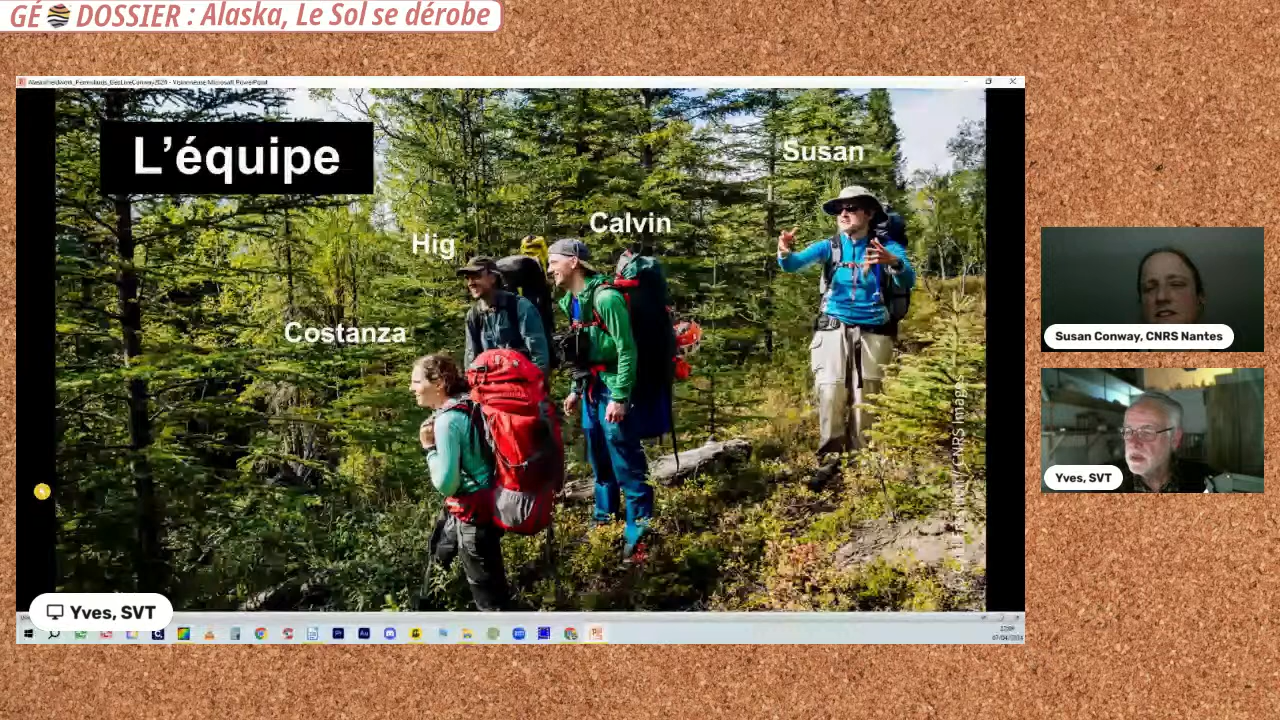 GÉ DOSSIER : Alaska, Le Sol se dérobe
L'équipe
Susan
Calvin
Hig
Costanza
Susan Conway, CNRS Nantes
Yves, SVT
Yves, SVT